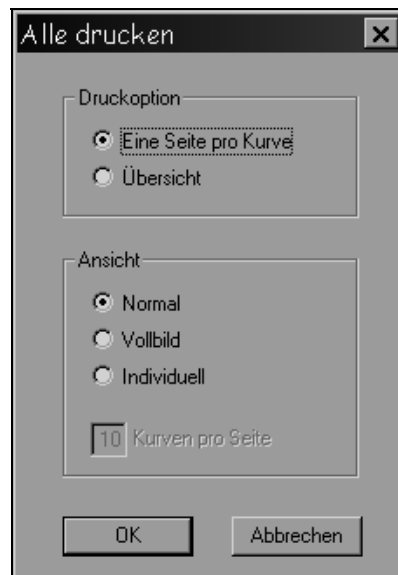 Alle drucken
Druckoption
Eine Seite pro Kurve
Übersicht
Ansicht
Normal
Vollbild
Individuell
10 Kurven pro Seite
OK Abbrechen